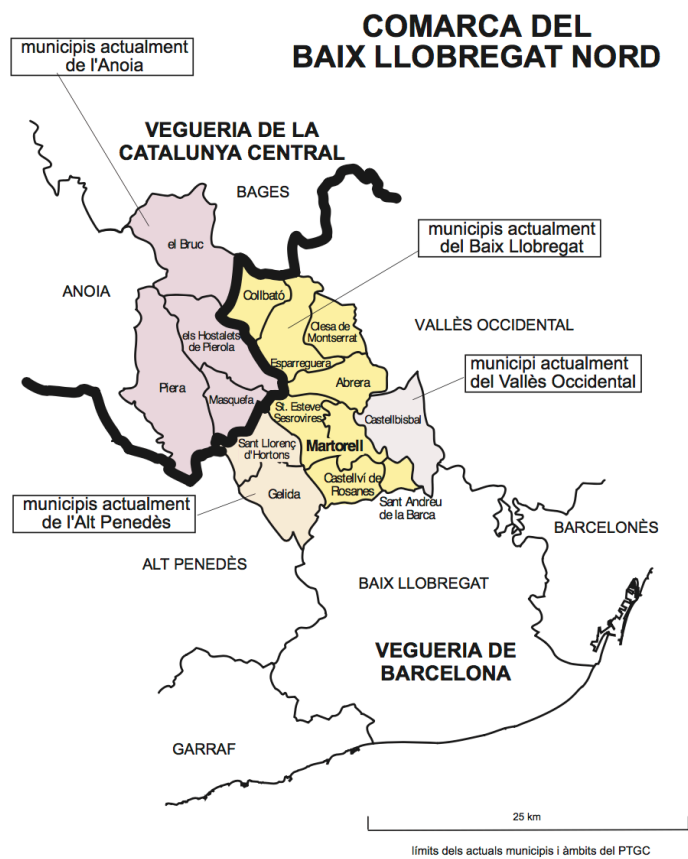 COMARCA DEL
BAIX LLOBREGAT NORD
municipis actualment
de l'Anoia
VEGUERIA DE LA
CATALUNYA CENTRAL
BAGES
municipis actualment
del Baix Llobregat
el Bruc
ANOIA
Collbató
VALLÈS OCCIDENTAL
Olesa de
Montserrat
els Hostalets
de Pierola
Esparreguera
municipi actualment
del Vallès Occidental
Piera
Abrera
Masquefa
St. Esteve
Sesrovires
Castellbisbal
Sant Llorenç
d'Hortons
Martorell
Castellví de
Rosanes
Gelida
municipis actualment
de l'Alt Penedès
Sant Andreu
de la Barca
BARCELONÈS
ALT PENEDÈS
BAIX LLOBREGAT
VEGUERIA DE
BARCELONA
GARRAF
25 km
límits dels actuals municipis i àmbits del PTGC